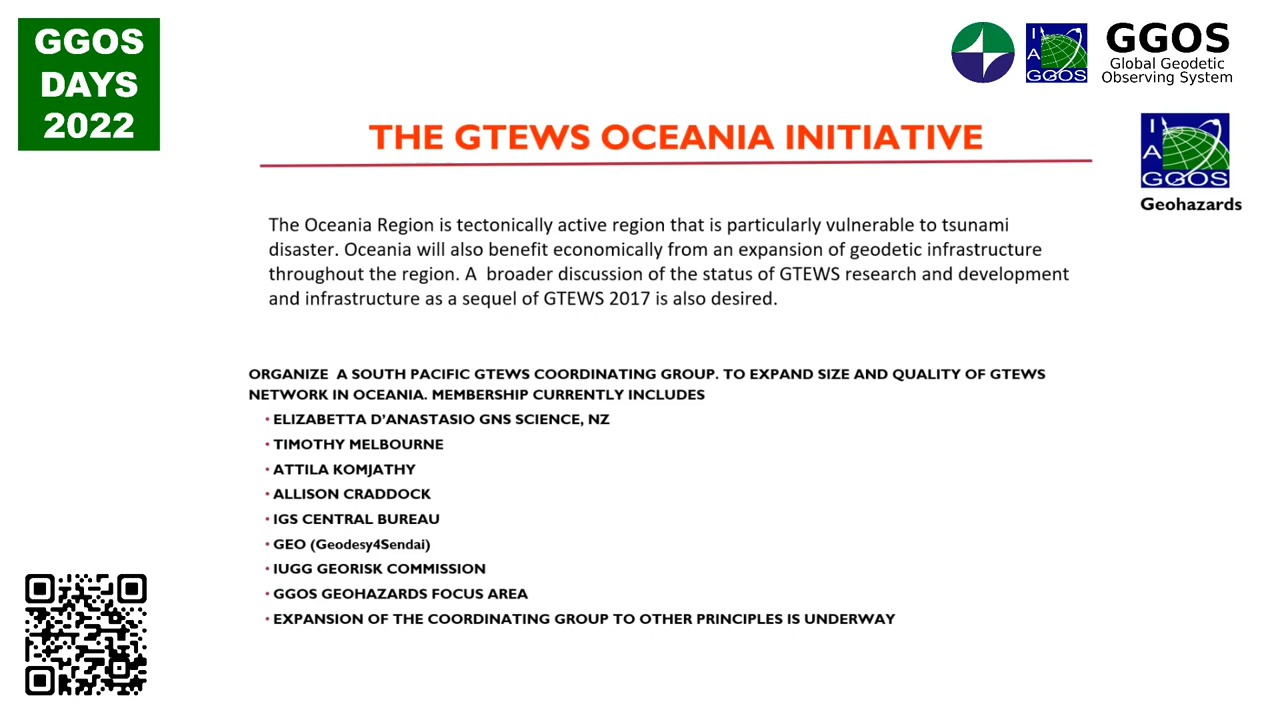 GGOS
DAYS
2022
I
A
GGOS
GGOS
Global Geodetic
Observing System
THE GTEWS OCEANIA INITIATIVE
I
A
GGOS
Geohazards
The Oceania Region is tectonically active region that is particularly vulnerable to tsunami
disaster. Oceania will also benefit economically from an expansion of geodetic infrastructure
throughout the region. A  broader discussion of the status of GTEWS research and development
and infrastructure as a sequel of GTEWS 2017 is also desired.
ORGANIZE  A SOUTH PACIFIC GTEWS COORDINATING GROUP. TO EXPAND SIZE AND QUALITY OF GTEWS
NETWORK IN OCEANIA. MEMBERSHIP CURRENTLY INCLUDES
• ELIZABETTA D'ANASTASIO GNS SCIENCE, NZ
• TIMOTHY MELBOURNE
• ATTILA KOMJATHY
• ALLISON CRADDOCK
• IGS CENTRAL BUREAU
• GEO (Geodesy4Sendai)
• IUGG GEORISK COMMISSION
• GGOS GEOHAZARDS FOCUS AREA
• EXPANSION OF THE COORDINATING GROUP TO OTHER PRINCIPLES IS UNDERWAY